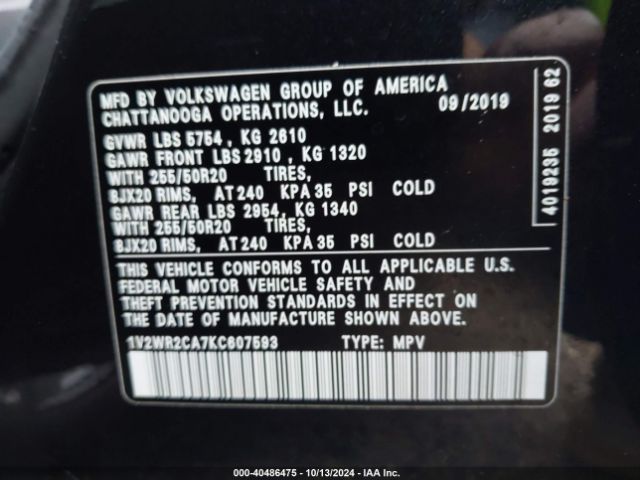 MFD BY VOLKSWAGEN GROUP OF AMERICA
CHATTANOOGA OPERATIONS, LLC. 09/2019
GVWR LBS 5754, KG 2610
GAWR FRONT LBS 2910, KG 1320
WITH 255/50R20 TIRES,
8JX20 RIMS, AT 240 KPA 35 PSI COLD
GAWR REAR LBS 2954, KG 1340
WITH 255/50R20 TIRES,
8JX20 RIMS, AT 240 KPA 35 PSI COLD
THIS VEHICLE CONFORMS TO ALL APPLICABLE U.S.
FEDERAL MOTOR VEHICLE SAFETY AND
THEFT PREVENTION STANDARDS IN EFFECT ON
THE DATE OF MANUFACTURE SHOWN ABOVE.
1V2WR2CA7KC607593 TYPE: MPV
4019235 2019 62
000-40486475 - 10/13/2024 - IAA Inc.